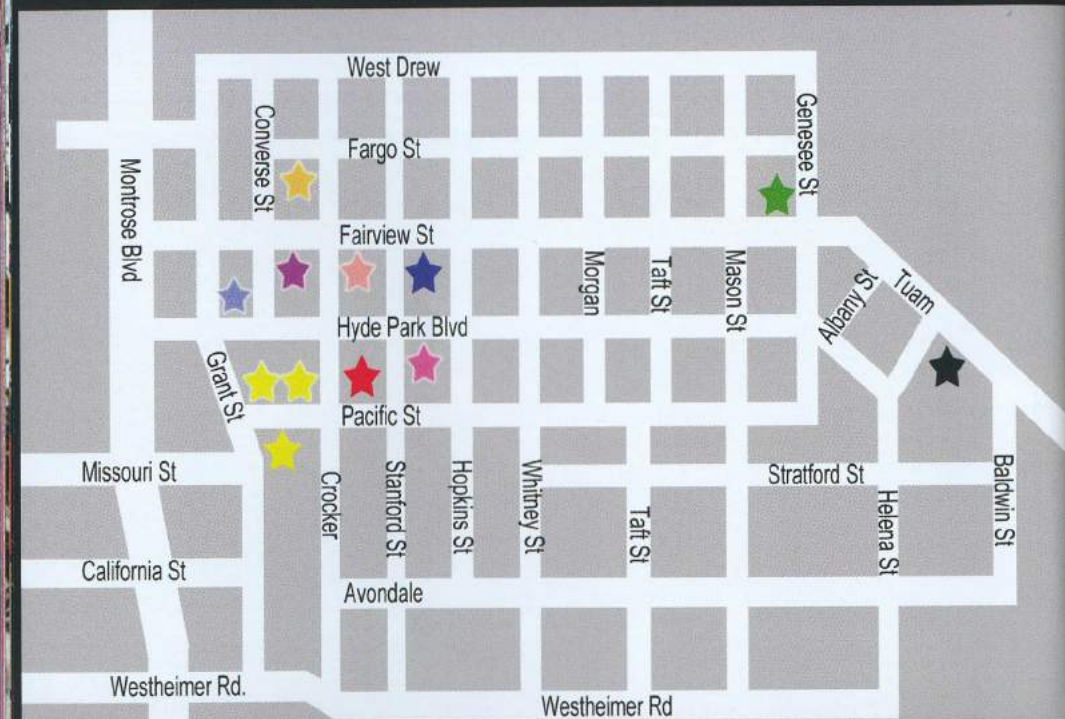 West Drew
Converse St
Fargo St
Genesee St
Montrose Blvd
Fairview St
Morgan
Taft St
Mason St
Albany St
Tuam
Hyde Park Blvd
Grant St
Pacific St
Missouri St
Crocker
Stanford St
Hopkins St
Whitney St
Taft St
Stratford St
Helena St
Baldwin St
California St
Avondale
Westheimer Rd.
Westheimer Rd